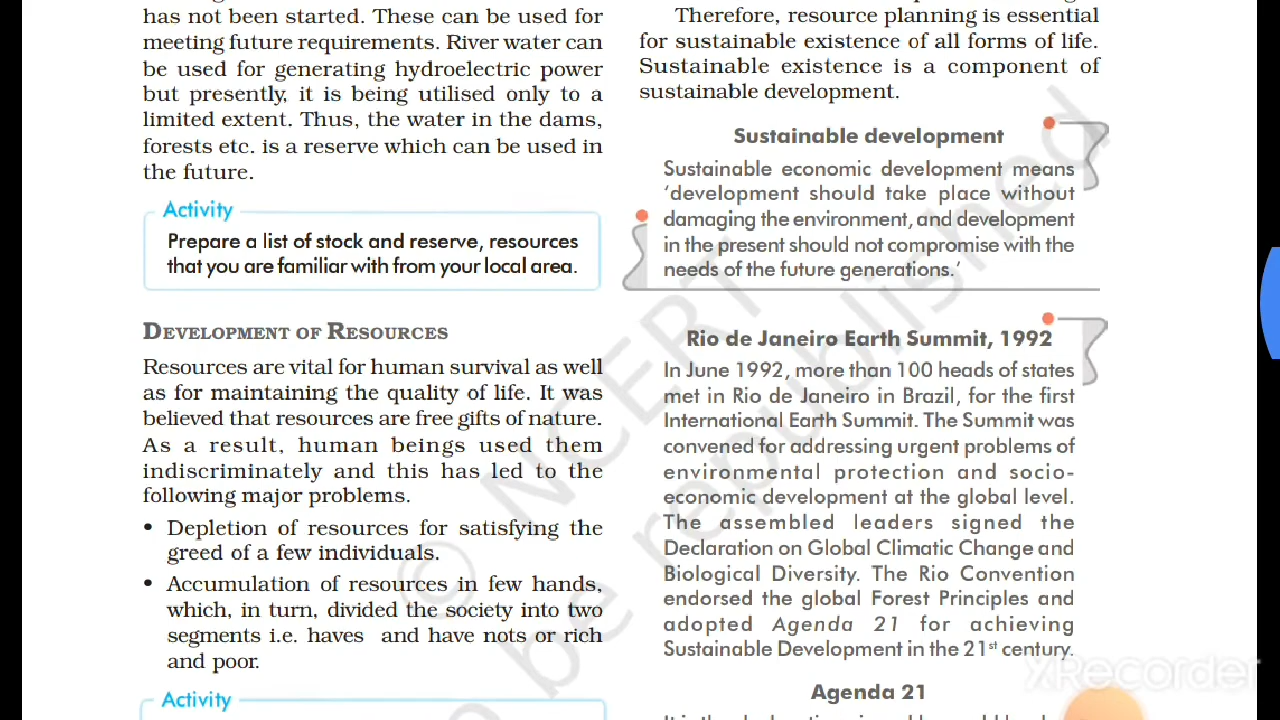 has not been started. These can be used for
meeting future requirements. River water can
be used for generating hydroelectric power
but presently, it is being utilised only to a
limited extent. Thus, the water in the dams,
forests etc. is a reserve which can be used in
the future.
Activity
Prepare a list of stock and reserve, resources
that you are familiar with from your local area.
DEVELOPMENT OF RESOURCES
Resources are vital for human survival as well
as for maintaining the quality of life. It was
believed that resources are free gifts of nature.
As a result, human beings used them
indiscriminately and this has led to the
following major problems.
• Depletion of resources for satisfying the
greed of a few individuals.
• Accumulation of resources in few hands,
which, in turn, divided the society into two
segments i.e. haves and have nots or rich
and poor.
Activity
Therefore, resource planning is essential
for sustainable existence of all forms of life.
Sustainable existence is a component of
sustainable development.
Sustainable development
Sustainable economic development means
‘development should take place without
damaging the environment, and development
in the present should not compromise with the
needs of the future generations.’
Rio de Janeiro Earth Summit, 1992
In June 1992, more than 100 heads of states
met in Rio de Janeiro in Brazil, for the first
International Earth Summit. The Summit was
convened for addressing urgent problems of
environmental protection and socio-
economic development at the global level.
The assembled leaders signed the
Declaration on Global Climatic Change and
Biological Diversity. The Rio Convention
endorsed the global Forest Principles and
adopted Agenda 21 for achieving
Sustainable Development in the 21st century.
Agenda 21
© NCERT
be republished
XRecorder